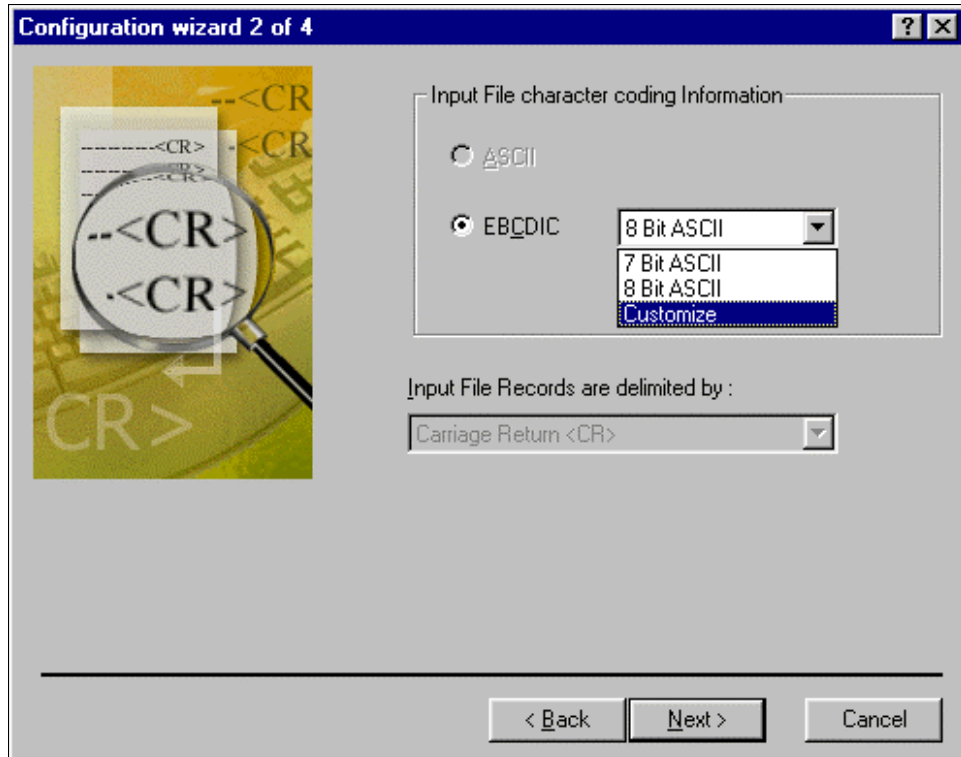 Configuration wizard 2 of 4
--<CR
-<CR
---------<CR>
--<CR>
.<CR>
CR>
Input File character coding Information
ASCII
EBCDIC
8 Bit ASCII
7 Bit ASCII
8 Bit ASCII
Customize
Input File Records are delimited by :
Carriage Return <CR>
< Back
Next >
Cancel